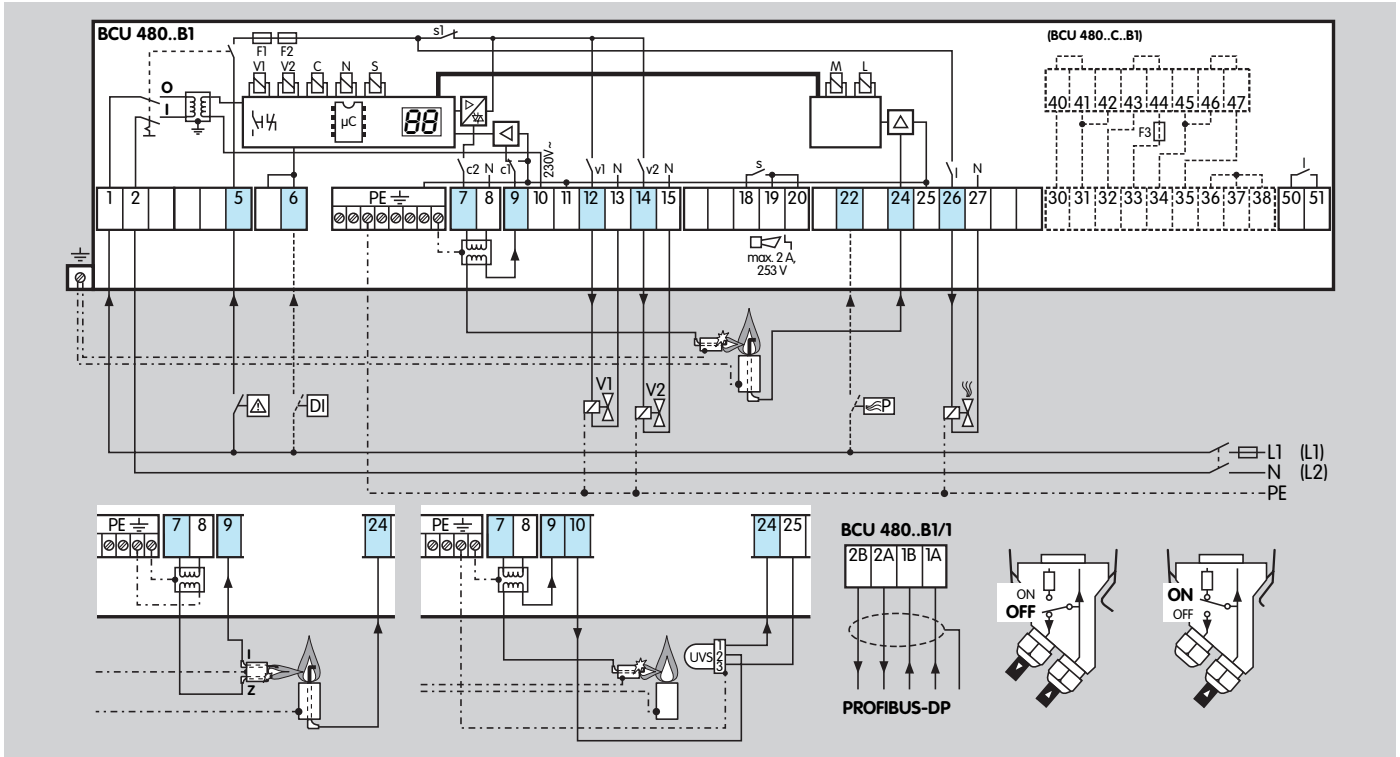 BCU 480..B1
s1
(BCU 480..C..B1)
F1 F2
V1 V2 C N S
M L
O
I
µC
88
40 41 42 43 44 45 46 47
F3
c2 N c1
230V~
v1 N v2 N
s
I N
I
1 2 5 6 PE 7 8 9 10 11 12 13 14 15 18 19 20 22 24 25 26 27 30 31 32 33 34 35 36 37 38 50 51
max. 2 A,
253 V
V1 V2
DI
P
L1 (L1)
N (L2)
PE
PE 7 8 9 24
I
Z
PE 7 8 9 10 24 25
UVS 1
2
3
BCU 480..B1/1
2B 2A 1B 1A
PROFIBUS-DP
ON
OFF
ON
OFF